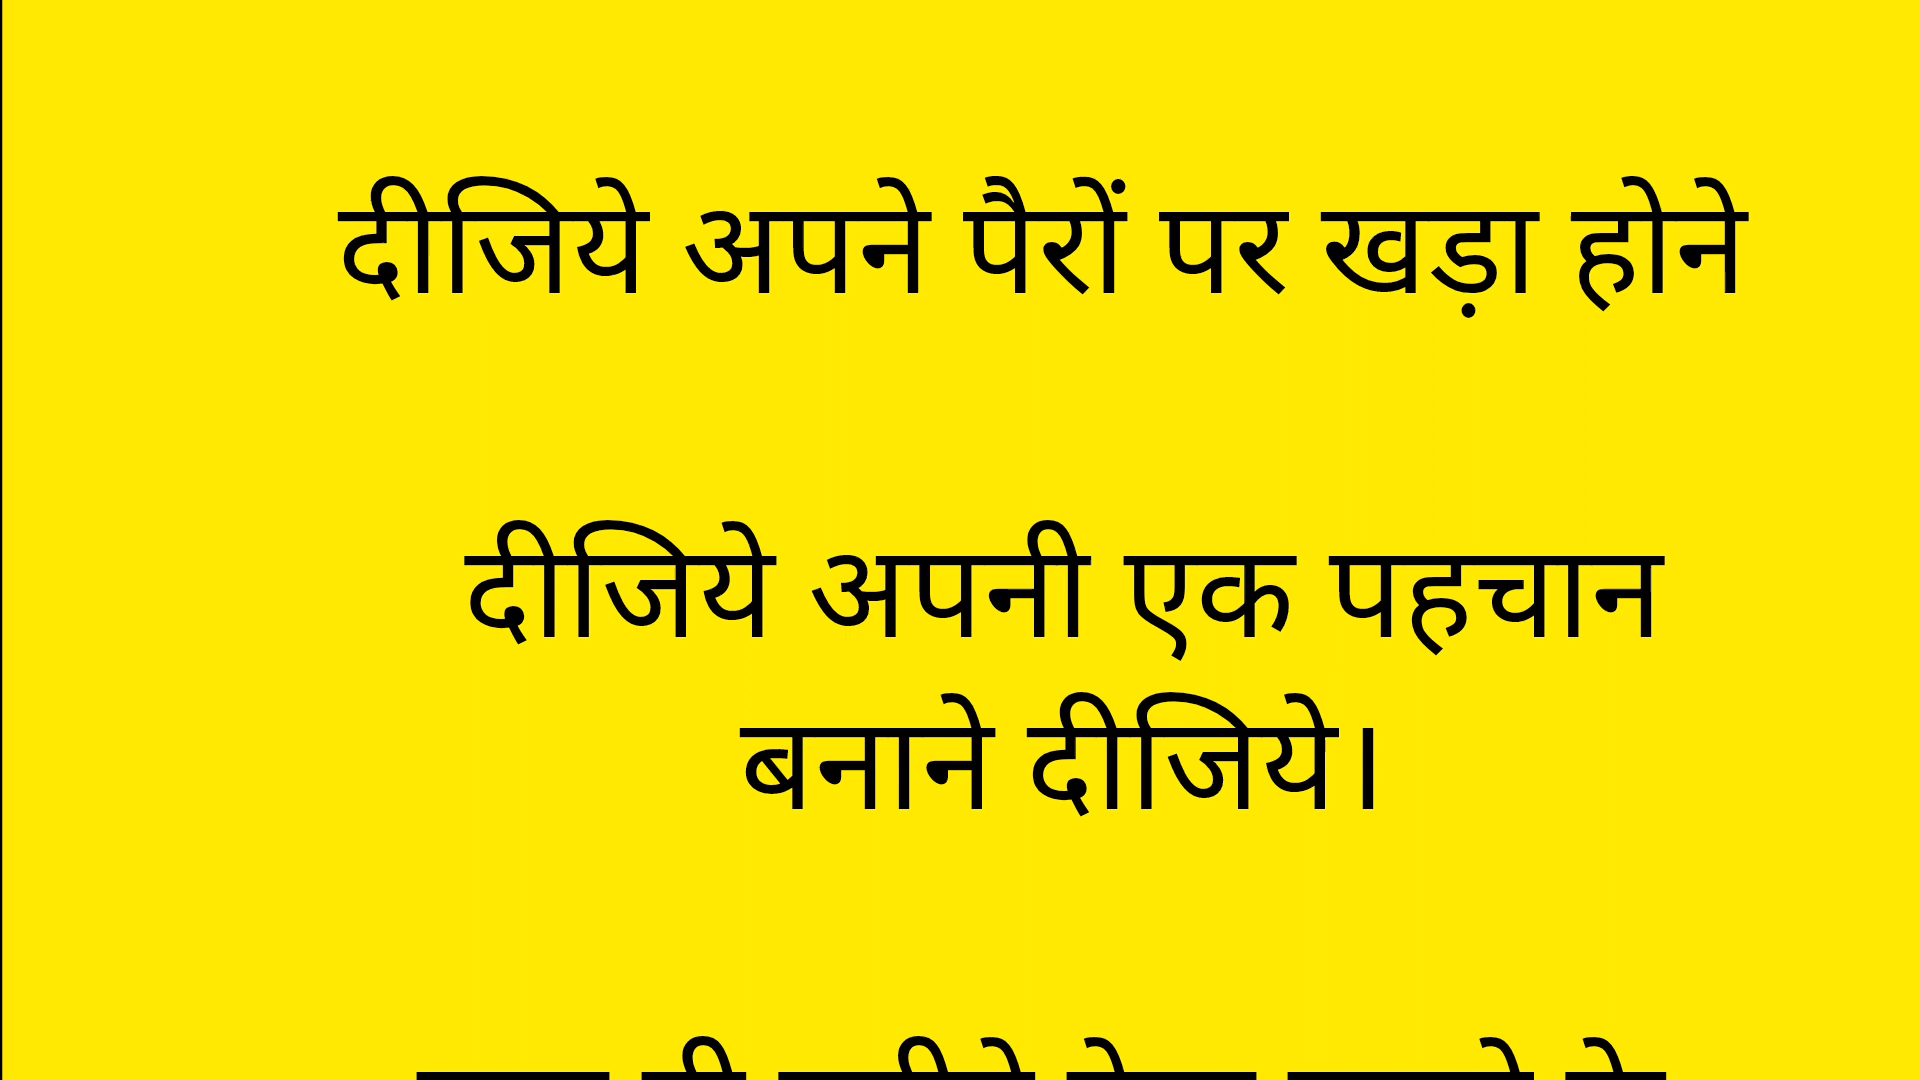 दीजिये अपने पैरों पर खड़ा होने
दीजिये अपनी एक पहचान
बनाने दीजिये।